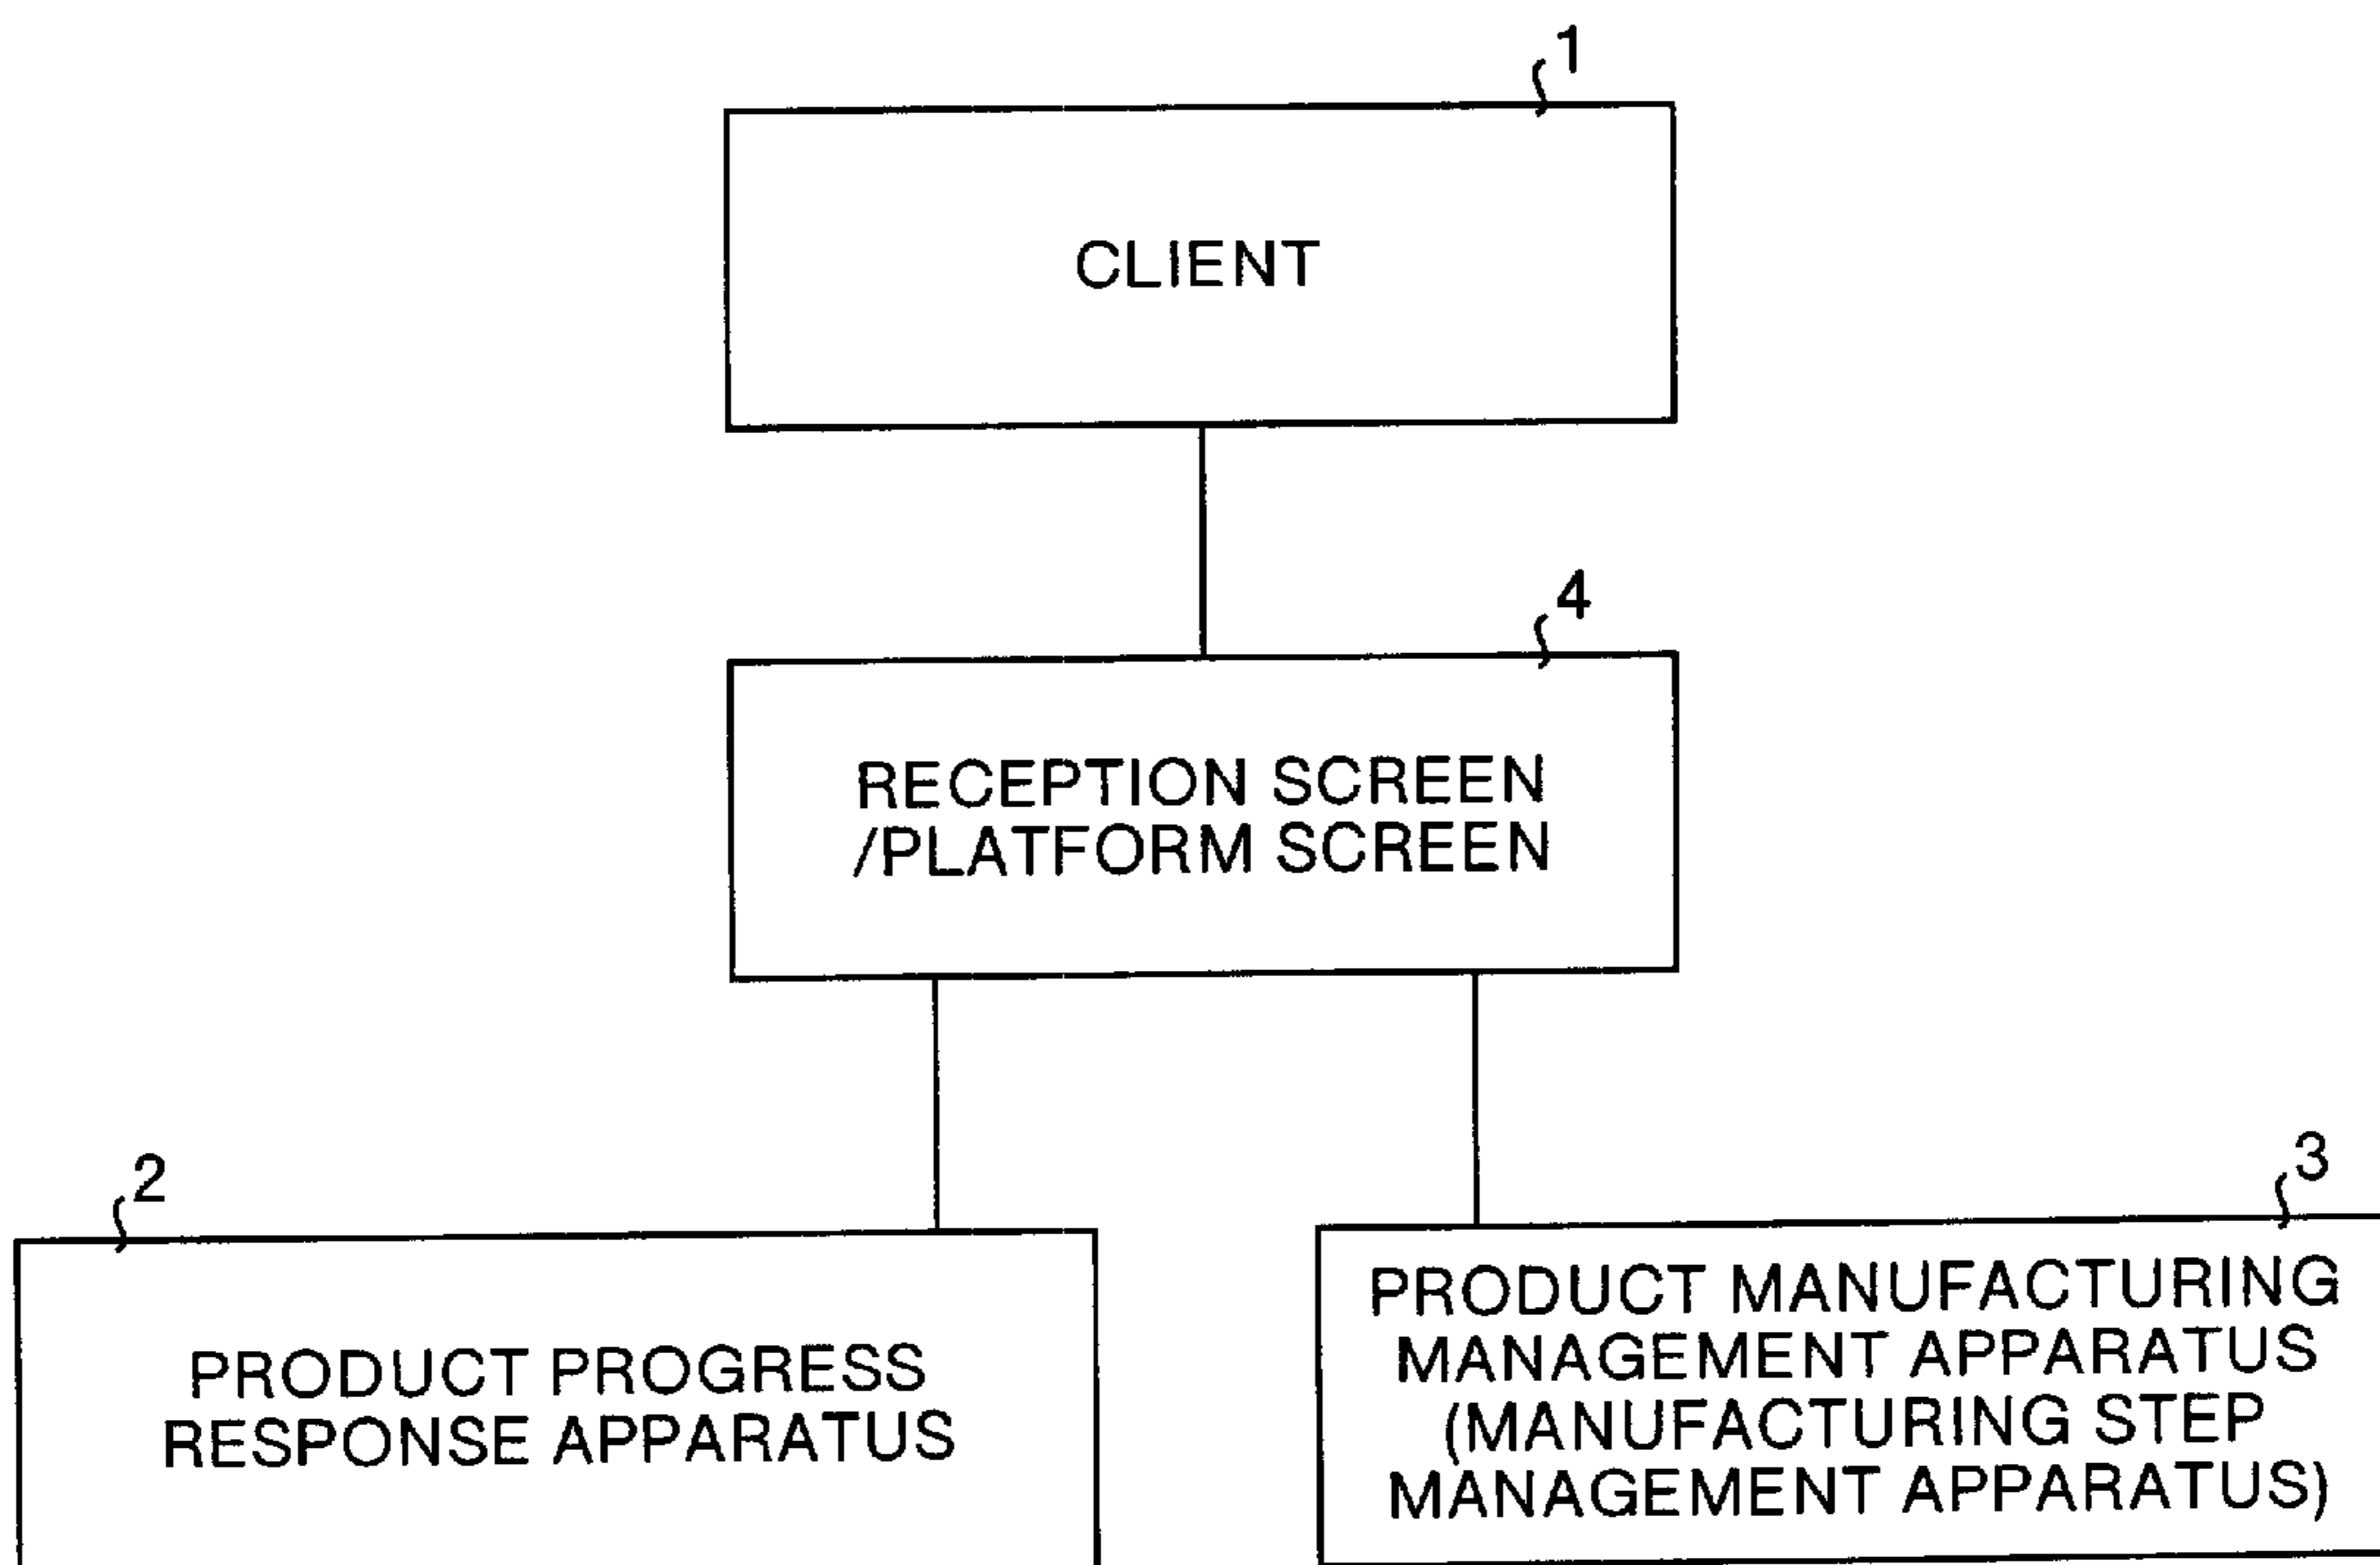 1
CLIENT
4
RECEPTION SCREEN
/PLATFORM SCREEN
2
PRODUCT PROGRESS
RESPONSE APPARATUS
3
PRODUCT MANUFACTURING
MANAGEMENT APPARATUS
(MANUFACTURING STEP
MANAGEMENT APPARATUS)